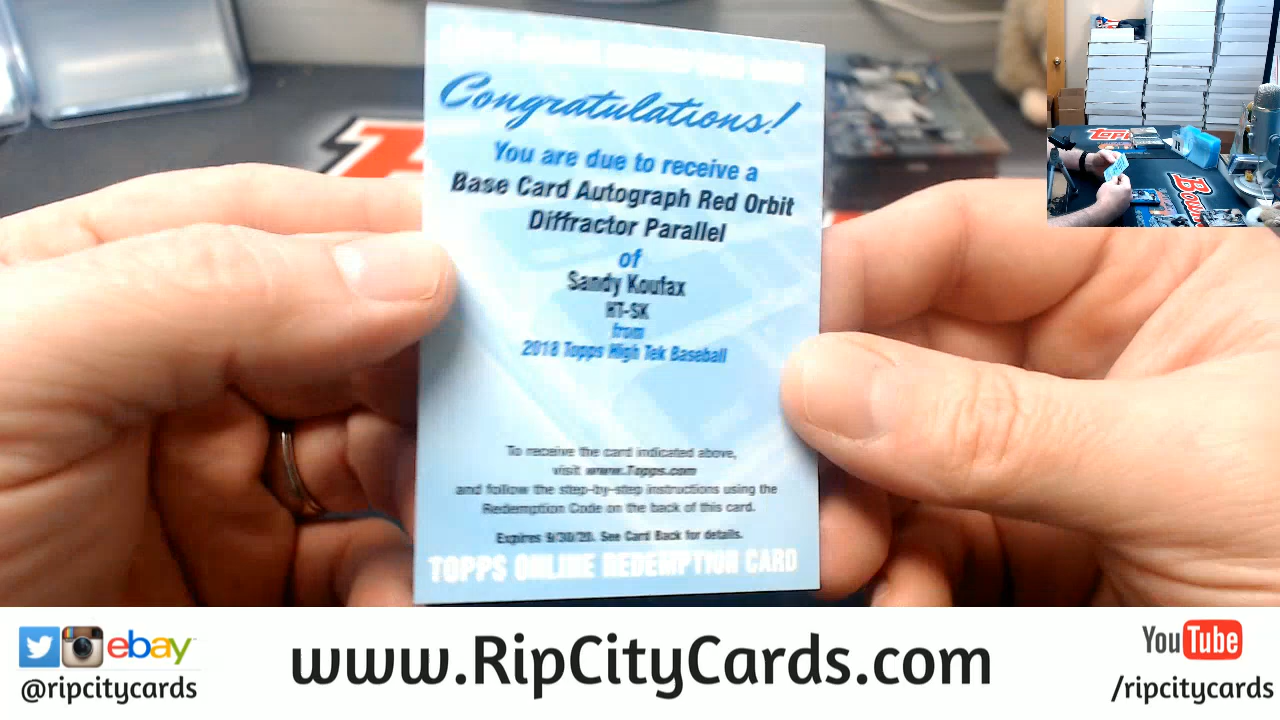 Congratulations!
You are due to receive a
Base Card Autograph Red Orbit
Diffractor Parallel
of
Sandy Koufax
HT-SK
from
2018 Topps High Tek Baseball
To receive the card indicated above,
visit www.Topps.com
and follow the step-by-step instructions using the
Redemption Code on the back of this card.
Expires 9/30/20. See Card Back for details.
TOPPS ONLINE REDEMPTION CARD
ebay
@ripcitycards
www.RipCityCards.com
YouTube
/ripcitycards